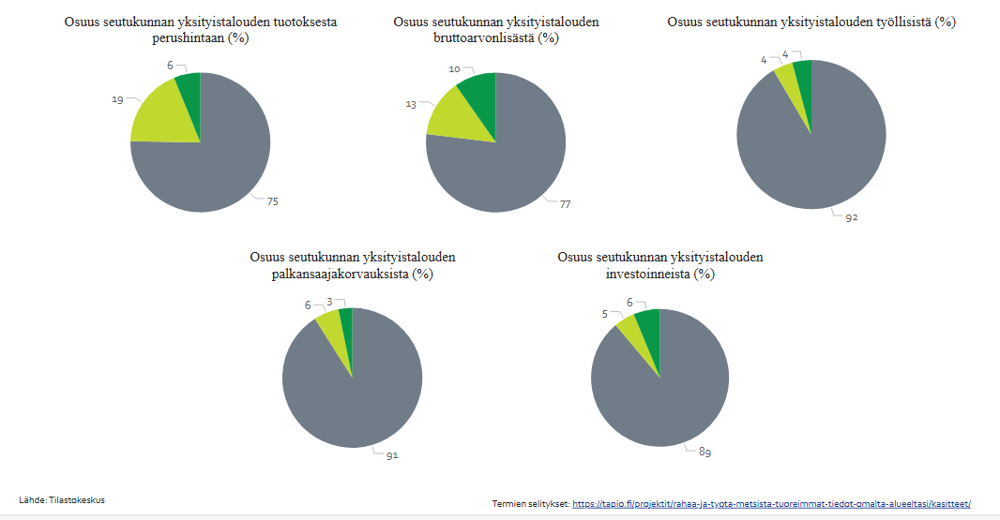 Osuus seutukunnan yksityistalouden tuotoksesta
perushintaan (%)
6
19
75
Osuus seutukunnan yksityistalouden
bruttoarvonlisästä (%)
10
13
77
Osuus seutukunnan yksityistalouden työllisistä (%)
4
4
92
Osuus seutukunnan yksityistalouden
palkansaajakorvauksista (%)
6
3
91
Osuus seutukunnan yksityistalouden
investoinneista (%)
6
5
89
Lähde: Tilastokeskus
Termien selitykset: https://tapio.fi/projektit/rahaa-ja-tyota-metsista-tuoreimmat-tiedot-omalta-alueeltasi/kasitteet/